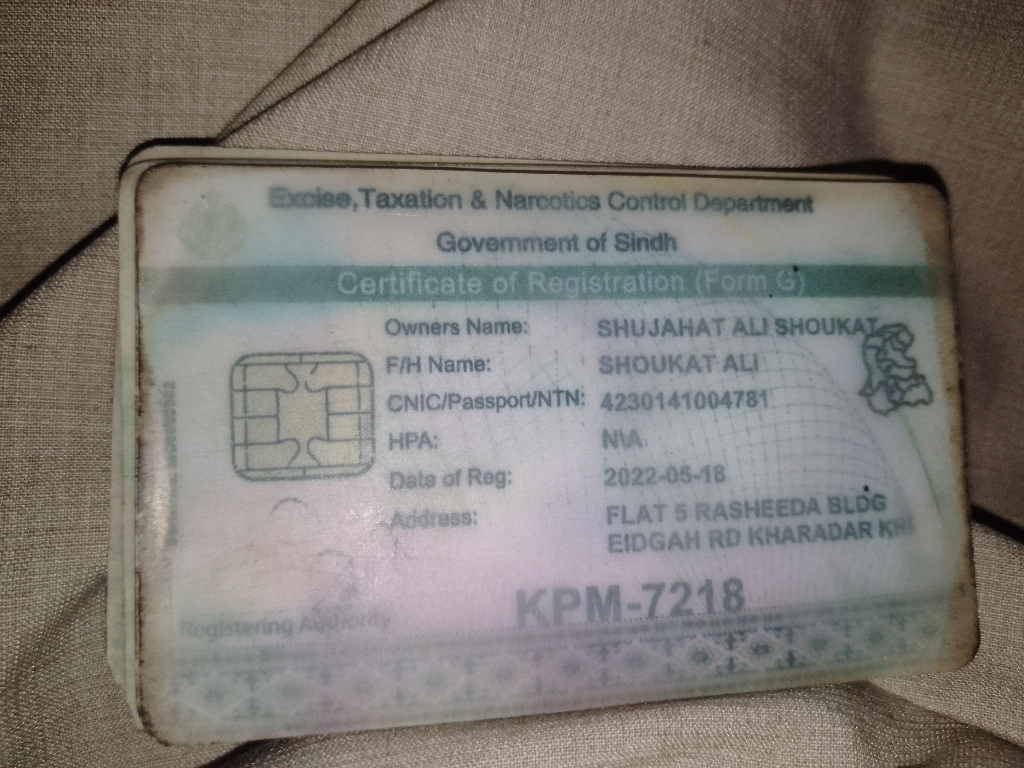 Excise,Taxation & Narcotics Control Department
Government of Sindh
Certificate of Registration (Form G)
Owners Name: SHUJAHAT ALI SHOUKAT
F/H Name: SHOUKAT ALI
CNIC/Passport/NTN: 4230141004781
HPA: N\A
Date of Reg: 2022-05-18
Address: FLAT 5 RASHEEDA BLDG
EIDGAH RD KHARADAR KHI
KPM-7218
Registering Authority